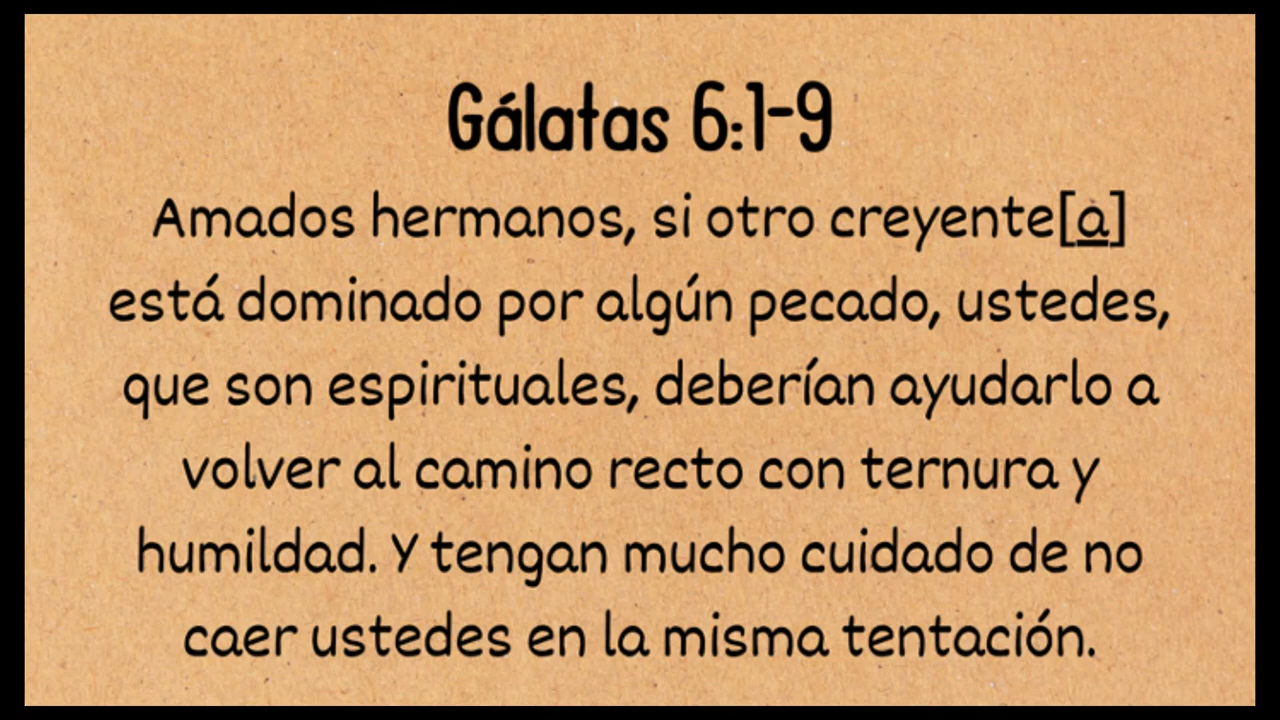 Gálatas 6:1-9
Amados hermanos, si otro creyente[a]
está dominado por algún pecado, ustedes,
que son espirituales, deberían ayudarlo a
volver al camino recto con ternura y
humildad. Y tengan mucho cuidado de no
caer ustedes en la misma tentación.